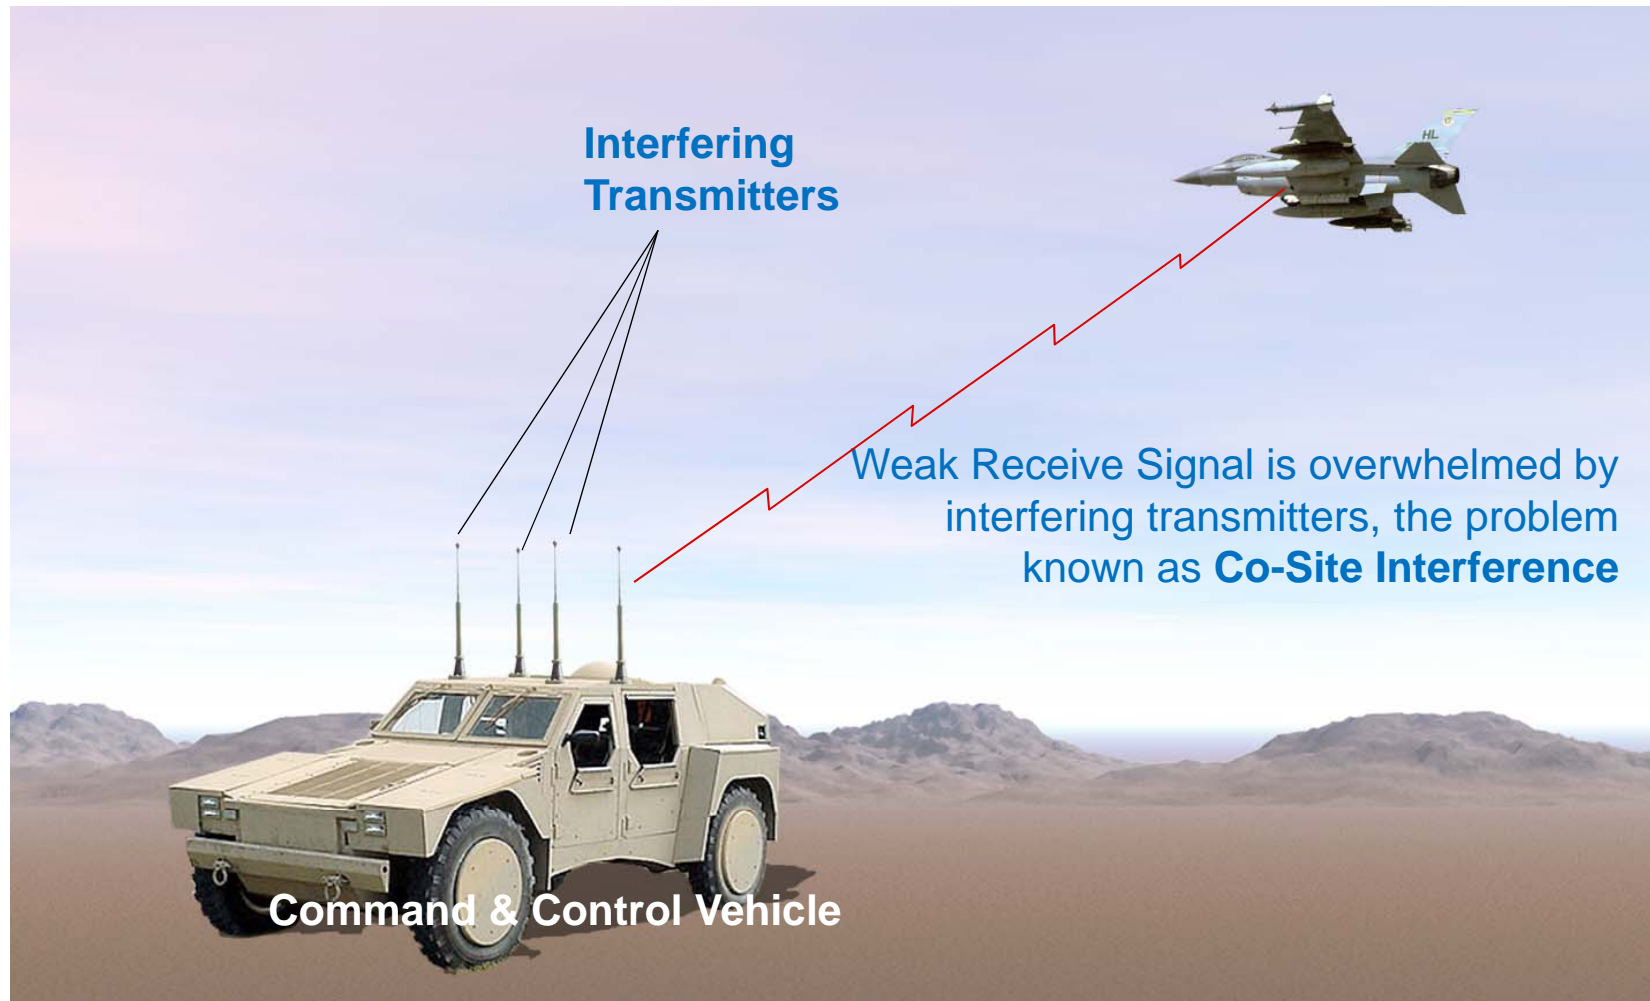 Interfering
Transmitters
HL
Weak Receive Signal is overwhelmed by
interfering transmitters, the problem
known as Co-Site Interference
Command & Control Vehicle